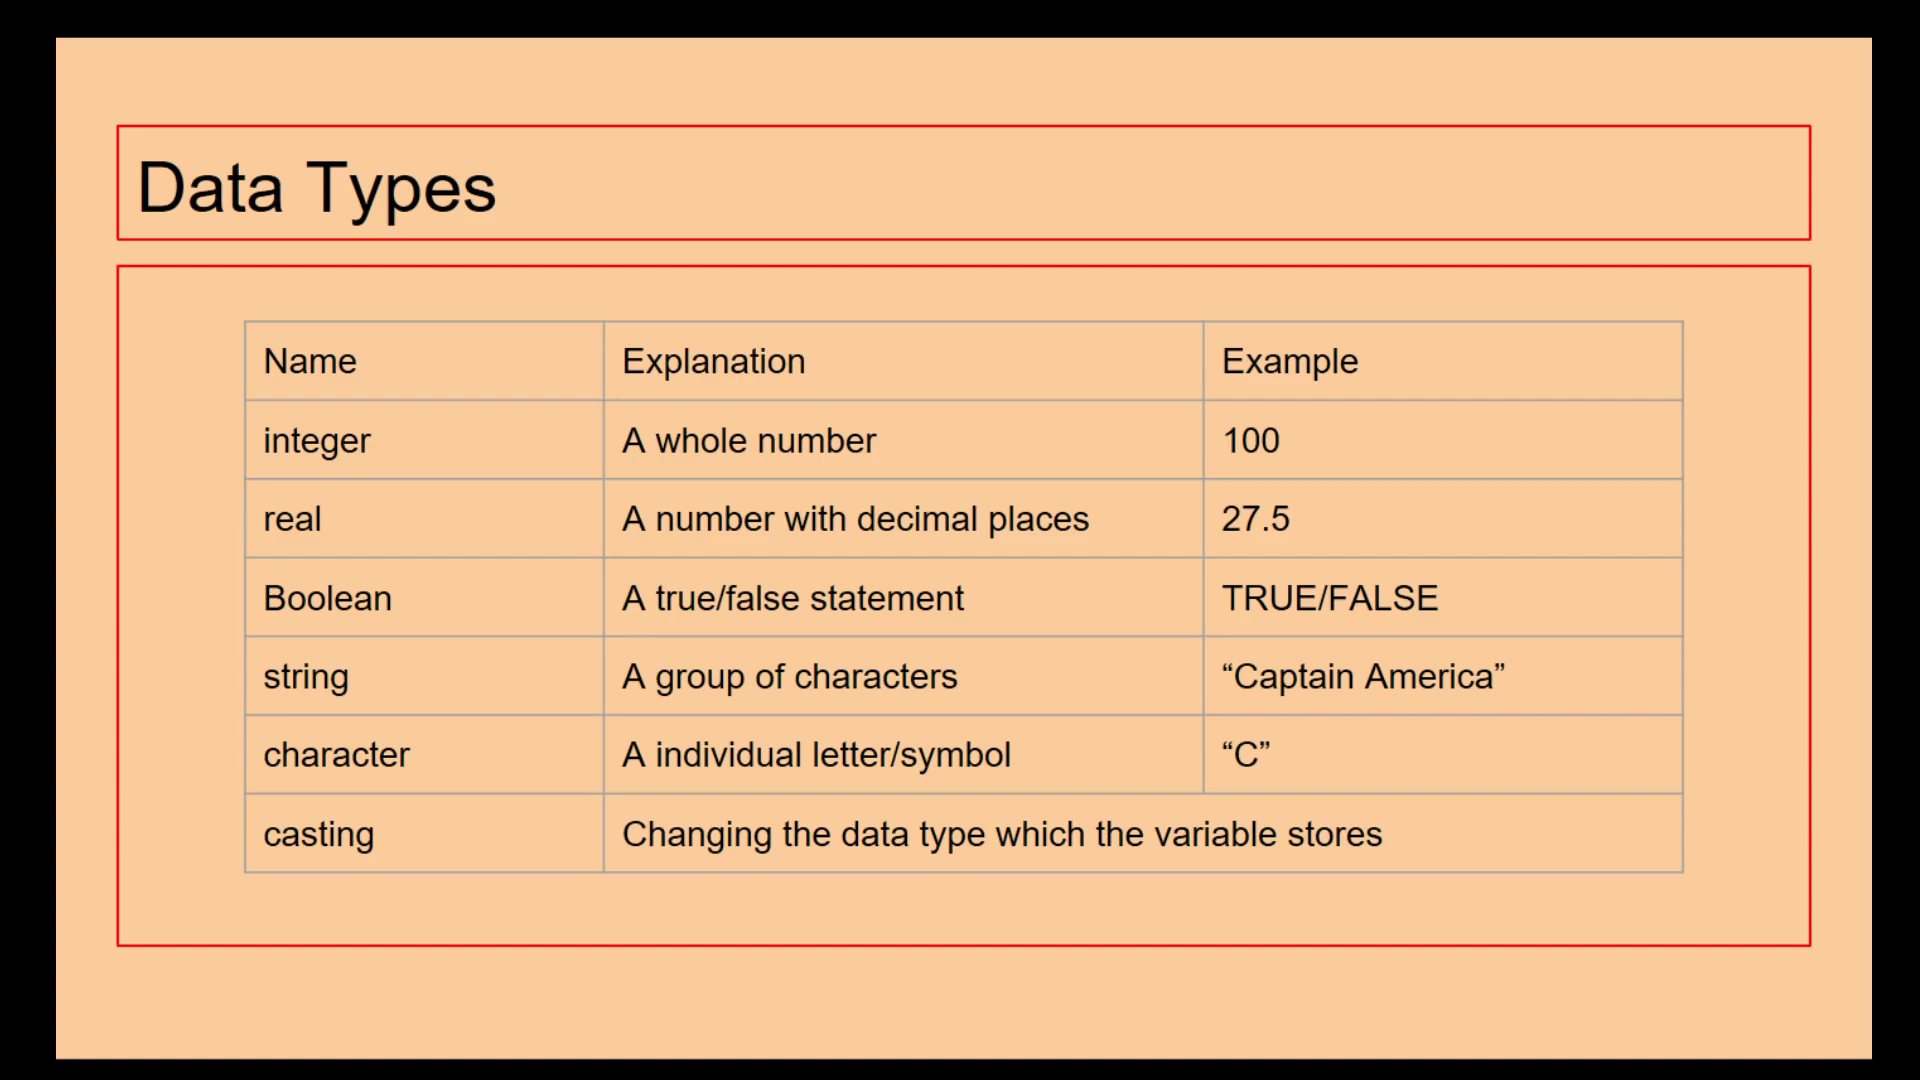 Data Types
Name Explanation Example
integer A whole number 100
real A number with decimal places 27.5
Boolean A true/false statement TRUE/FALSE
string A group of characters “Captain America”
character A individual letter/symbol “C”
casting Changing the data type which the variable stores